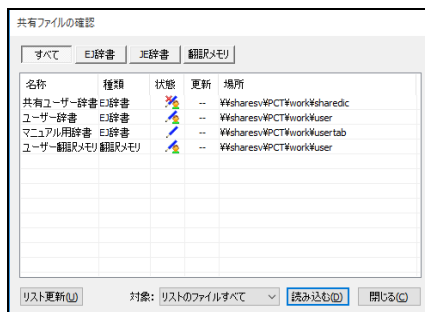 共有ファイルの確認
すべて EJ辞書 JE辞書 翻訳メモリ
名称 種類 状態 更新 場所
共有ユーザー辞書 EJ辞書 -- ¥¥sharesv¥PCT¥work¥sharedic
ユーザー辞書 EJ辞書 -- ¥¥sharesv¥PCT¥work¥user
マニュアル用辞書 EJ辞書 -- ¥¥sharesv¥PCT¥work¥usertab
ユーザー翻訳メモリ 翻訳メモリ -- ¥¥sharesv¥PCT¥work¥user
リスト更新(U) 対象: リストのファイルすべて 読み込む(D) 閉じる(C)